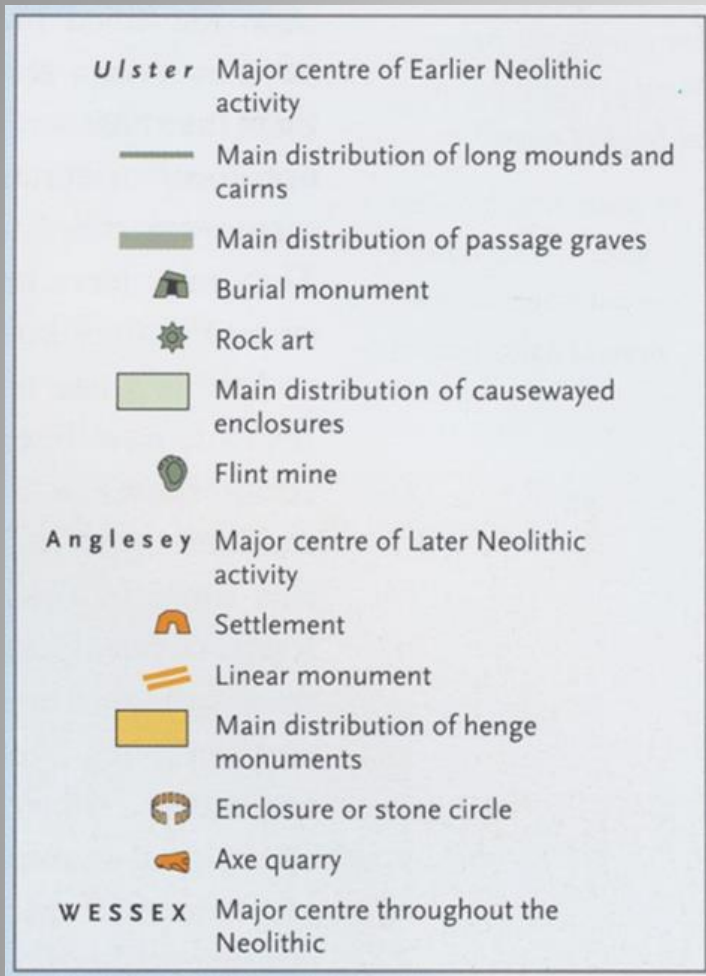 Ulster Major centre of Earlier Neolithic
activity
Main distribution of long mounds and
cairns
Main distribution of passage graves
Burial monument
Rock art
Main distribution of causewayed
enclosures
Flint mine
Anglesey Major centre of Later Neolithic
activity
Settlement
Linear monument
Main distribution of henge
monuments
Enclosure or stone circle
Axe quarry
WESSEX Major centre throughout the
Neolithic